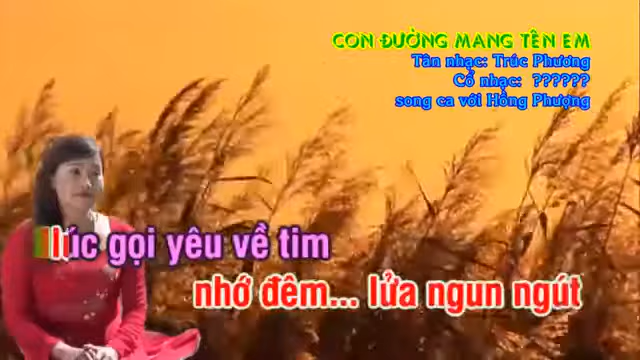 CON ĐƯỜNG MANG TÊN EM
Tân nhạc: Trúc Phương
Cổ nhạc: ??????
song ca với Hồng Phượng
lúc gọi yêu về tim
nhớ đêm... lửa ngun ngút